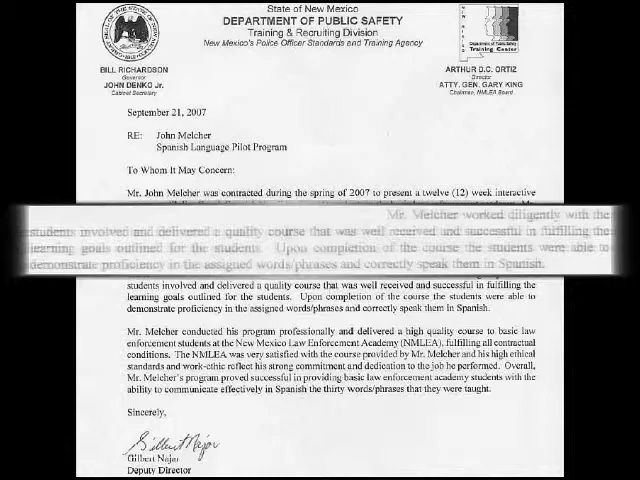 State of New Mexico
DEPARTMENT OF PUBLIC SAFETY
Training & Recruiting Division
New Mexico's Police Officer Standards and Training Agency
BILL RICHARDSON
Governor
JOHN DENKO Jr.
Cabinet Secretary
NEW MEXICO
Department of Public Safety
Training Center
ARTHUR D.C. ORTIZ
Director
ATTY. GEN. GARY KING
Chairman, NMLEA Board
September 21, 2007
RE: John Melcher
Spanish Language Pilot Program
To Whom It May Concern:
Mr. John Melcher was contracted during the spring of 2007 to present a twelve (12) week interactive
Mr. Melcher worked diligently with the
students involved and delivered a quality course that was well received and successful in fulfilling the
learning goals outlined for the students. Upon completion of the course the students were able to
demonstrate proficiency in the assigned words/phrases and correctly speak them in Spanish.
students involved and delivered a quality course that was well received and successful in fulfilling the
learning goals outlined for the students. Upon completion of the course the students were able to
demonstrate proficiency in the assigned words/phrases and correctly speak them in Spanish.
Mr. Melcher conducted his program professionally and delivered a high quality course to basic law
enforcement students at the New Mexico Law Enforcement Academy (NMLEA), fulfilling all contractual
conditions. The NMLEA was very satisfied with the course provided by Mr. Melcher and his high ethical
standards and work-ethic reflect his strong commitment and dedication to the job he performed. Overall,
Mr. Melcher's program proved successful in providing basic law enforcement academy students with the
ability to communicate effectively in Spanish the thirty words/phrases that they were taught.
Sincerely,
Gilbert Najar
Gilbert Najar
Deputy Director